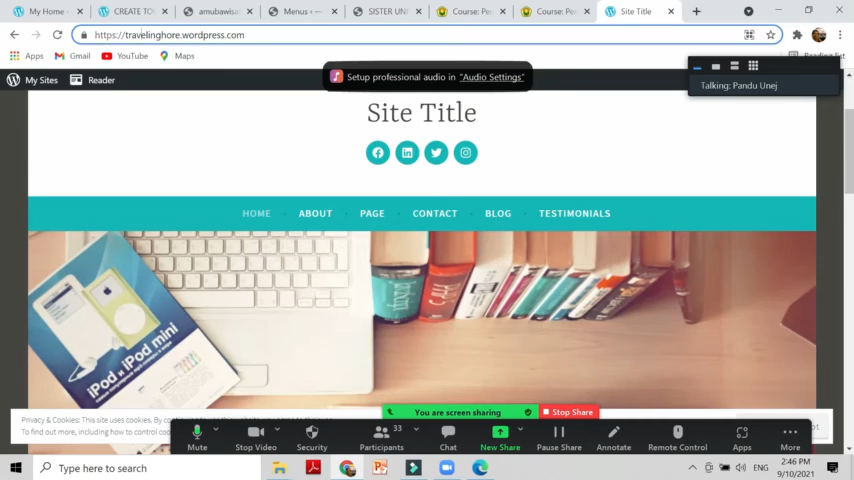 My Home
CREATE TO
amubawisa
Menus
SISTER UN
Course: Pe
Course: Pe
Site Title
https://travelinghore.wordpress.com
Apps
Gmail
YouTube
Maps
Reading list
My Sites
Reader
Setup professional audio in "Audio Settings"
Talking: Pandu Unej
Site Title
HOME
ABOUT
PAGE
CONTACT
BLOG
TESTIMONIALS
iPod и iPod mini
Privacy & Cookies: This site uses cookies.
To find out more, including how to control
You are screen sharing
Stop Share
33
Mute
Stop Video
Security
Participants
Chat
New Share
Pause Share
Annotate
Remote Control
Apps
More
Type here to search
ENG
2:46 PM
9/10/2021